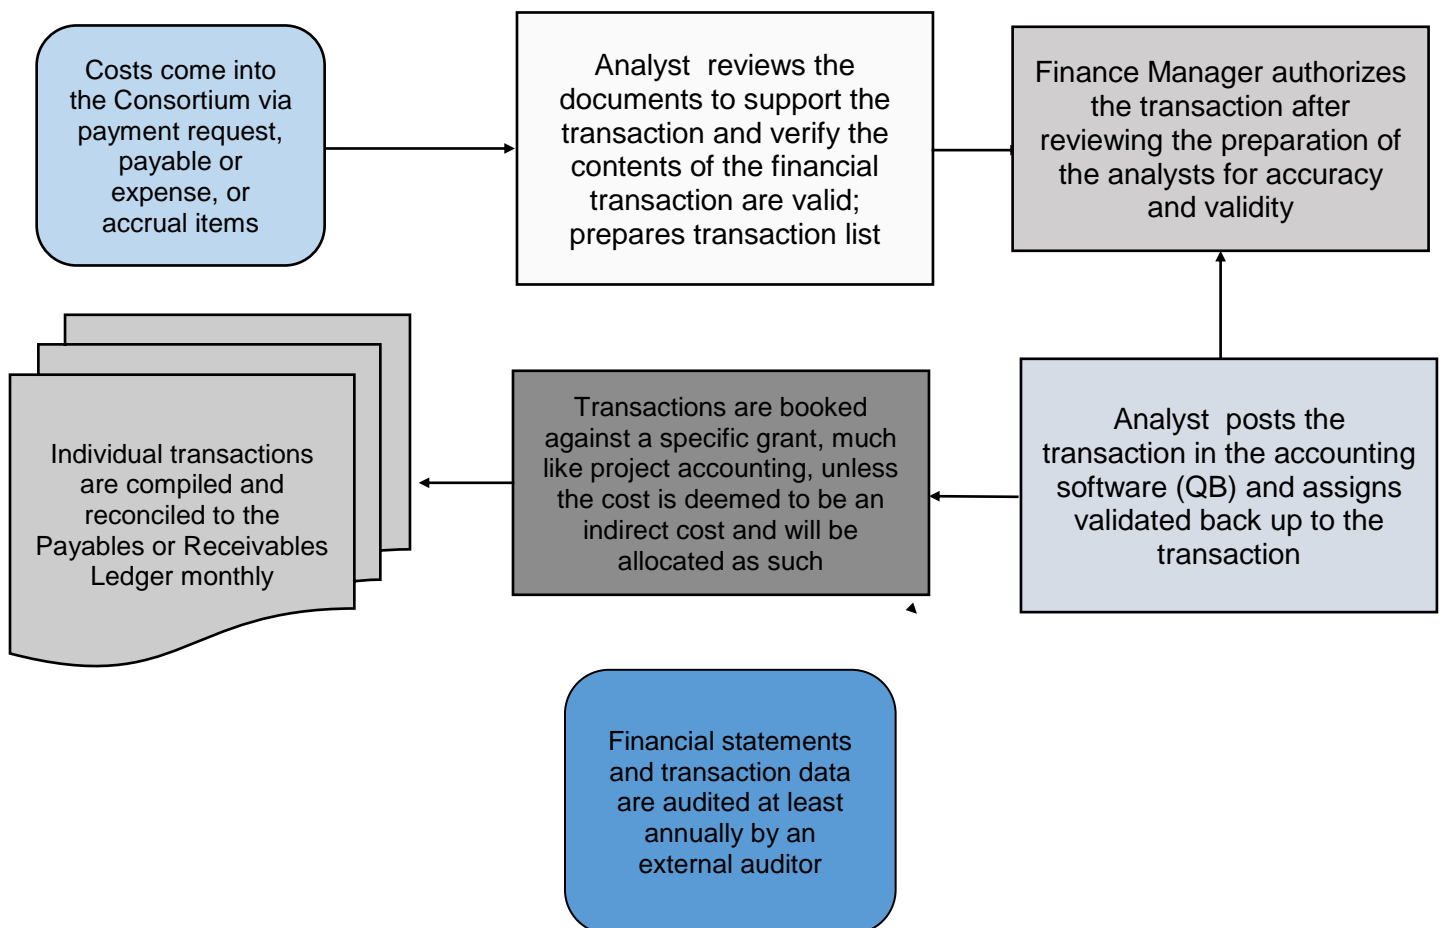 Costs come into
the Consortium via
payment request,
payable or
expense, or
accrual items
Analyst  reviews the
documents to support the
transaction and verify the
contents of the financial
transaction are valid;
prepares transaction list
Finance Manager authorizes
the transaction after
reviewing the preparation of
the analysts for accuracy
and validity
Analyst  posts the
transaction in the accounting
software (QB) and assigns
validated back up to the
transaction
Transactions are booked
against a specific grant, much
like project accounting, unless
the cost is deemed to be an
indirect cost and will be
allocated as such
Individual transactions
are compiled and
reconciled to the
Payables or Receivables
Ledger monthly
Financial statements
and transaction data
are audited at least
annually by an
external auditor